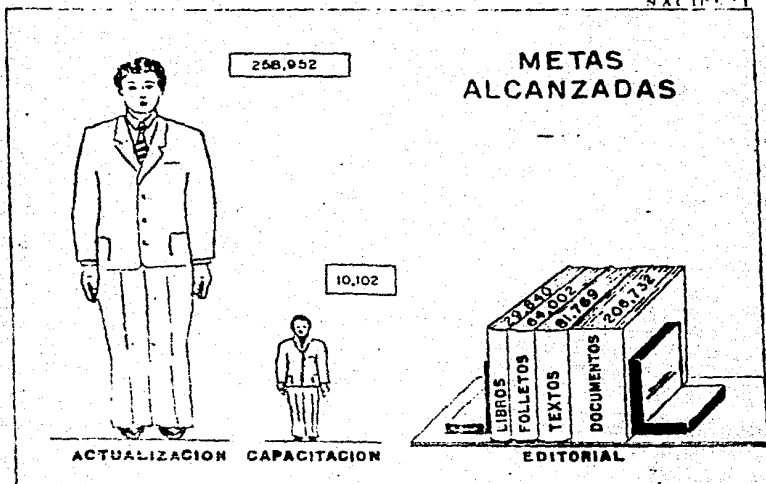 258,952
METAS
ALCANZADAS
10,102
29,840
64,002
81,769
206,732
LIBROS
FOLLETOS
TEXTOS
DOCUMENTOS
ACTUALIZACION
CAPACITACION
EDITORIAL